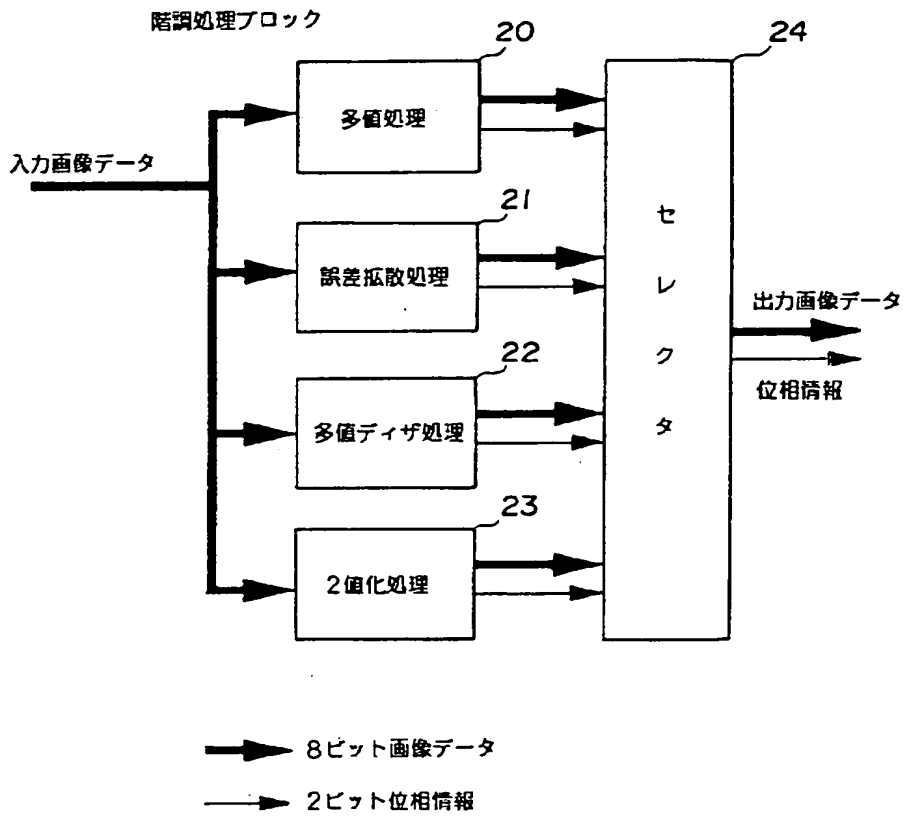 階調処理ブロック
20
24
多値処理
入力画像データ
21
誤差拡散処理
セレクタ
出力画像データ
22
位相情報
多値ディザ処理
23
2値化処理
8ビット画像データ
2ビット位相情報